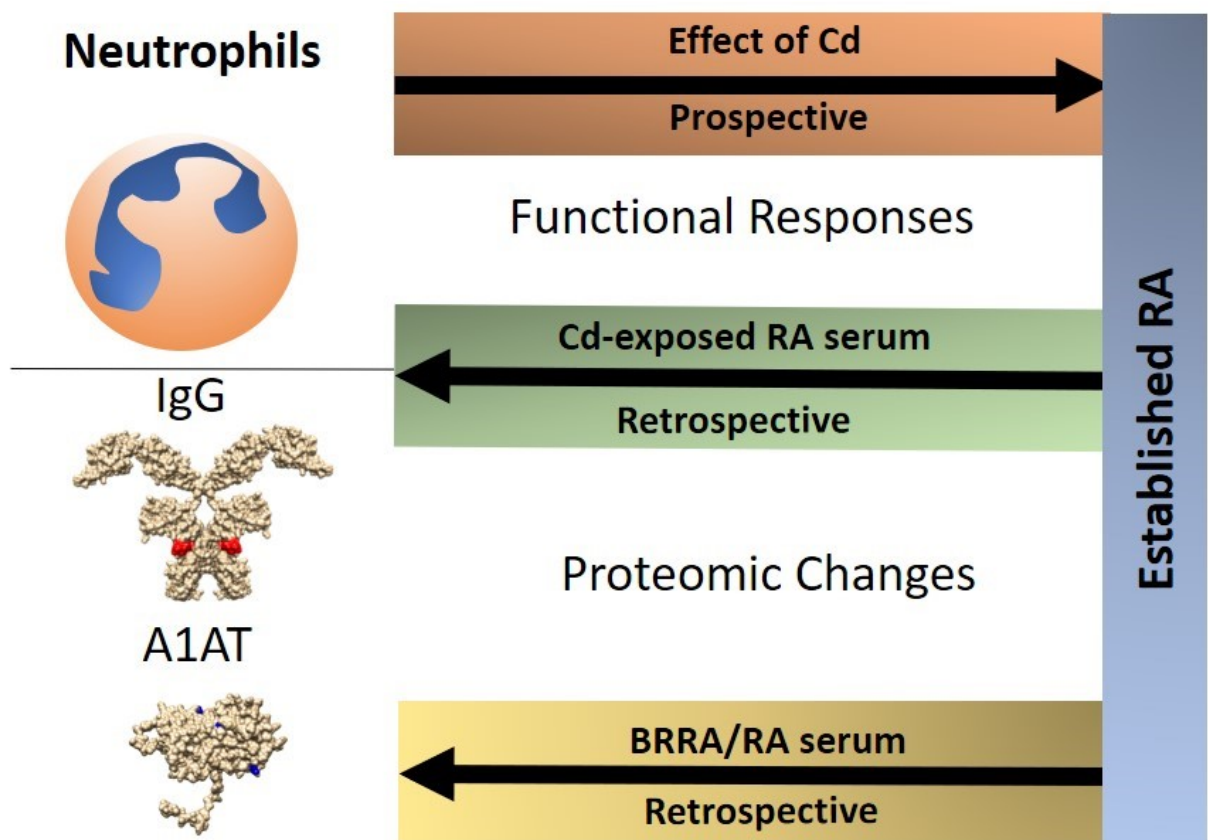 Neutrophils
Effect of Cd
Prospective
Functional Responses
Cd-exposed RA serum
Retrospective
IgG
Proteomic Changes
A1AT
BRRA/RA serum
Retrospective
Established RA